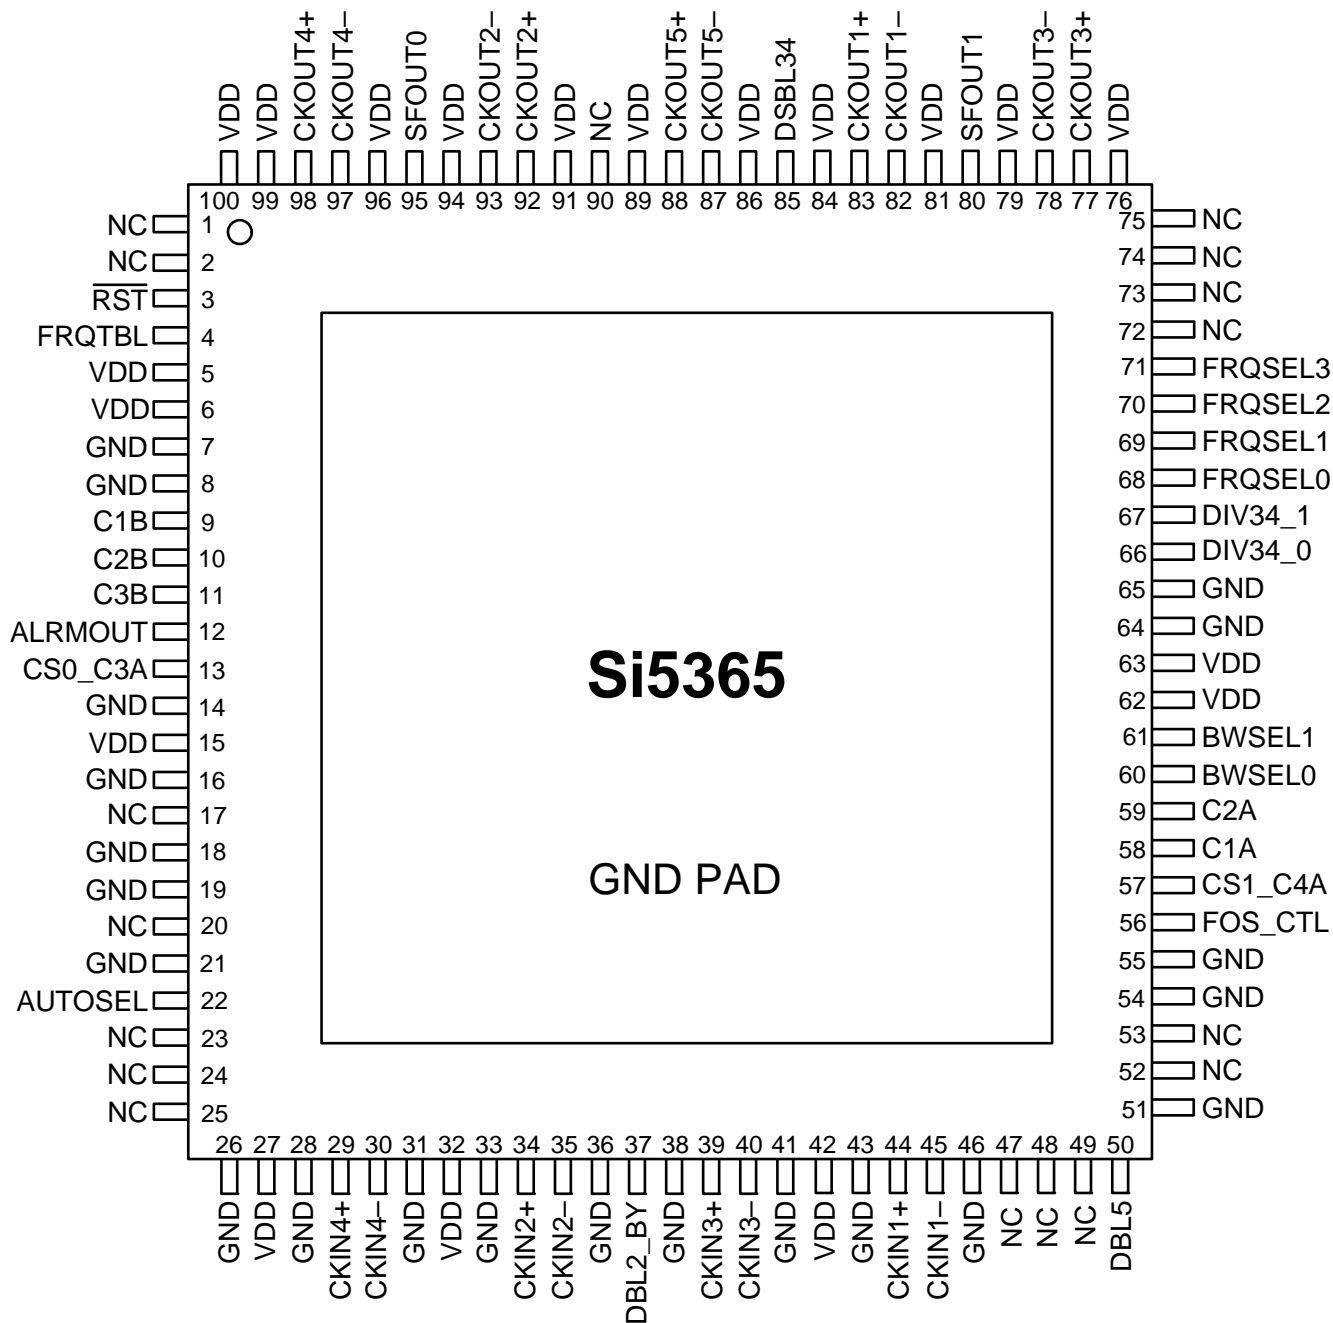 VDD
VDD
CKOUT4+
CKOUT4–
VDD
SFOUT0
VDD
CKOUT2–
CKOUT2+
VDD
NC
VDD
CKOUT5+
CKOUT5–
VDD
DSBL34
VDD
CKOUT1+
CKOUT1–
VDD
SFOUT1
VDD
CKOUT3–
CKOUT3+
VDD
100 99 98 97 96 95 94 93 92 91 90 89 88 87 86 85 84 83 82 81 80 79 78 77 76
NC 1
NC 2
RST 3
FRQTBL 4
VDD 5
VDD 6
GND 7
GND 8
C1B 9
C2B 10
C3B 11
ALRMOUT 12
CS0_C3A 13
GND 14
VDD 15
GND 16
NC 17
GND 18
GND 19
NC 20
GND 21
AUTOSEL 22
NC 23
NC 24
NC 25
Si5365
GND PAD
75 NC
74 NC
73 NC
72 NC
71 FRQSEL3
70 FRQSEL2
69 FRQSEL1
68 FRQSEL0
67 DIV34_1
66 DIV34_0
65 GND
64 GND
63 VDD
62 VDD
61 BWSEL1
60 BWSEL0
59 C2A
58 C1A
57 CS1_C4A
56 FOS_CTL
55 GND
54 GND
53 NC
52 NC
51 GND
26 27 28 29 30 31 32 33 34 35 36 37 38 39 40 41 42 43 44 45 46 47 48 49 50
GND
VDD
GND
CKIN4+
CKIN4–
GND
VDD
GND
CKIN2+
CKIN2–
GND
DBL2_BY
GND
CKIN3+
CKIN3–
GND
VDD
GND
CKIN1+
CKIN1–
GND
NC
NC
NC
DBL5